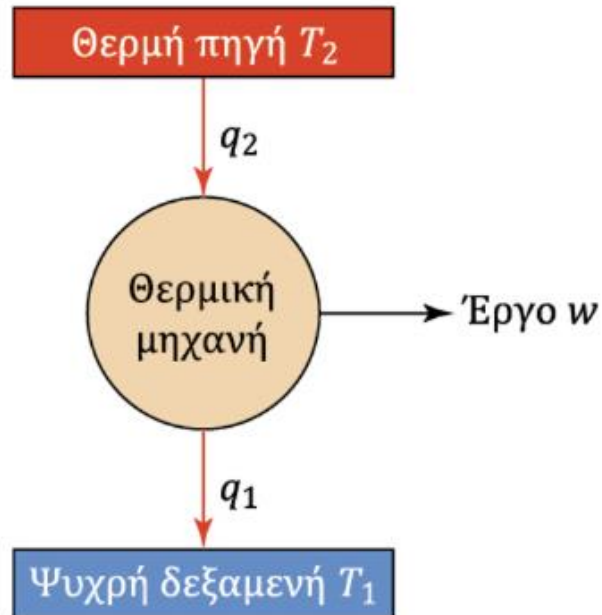 Θερμή πηγή T₂
q₂
Θερμική
μηχανή
Έργο w
q₁
Ψυχρή δεξαμενή T₁